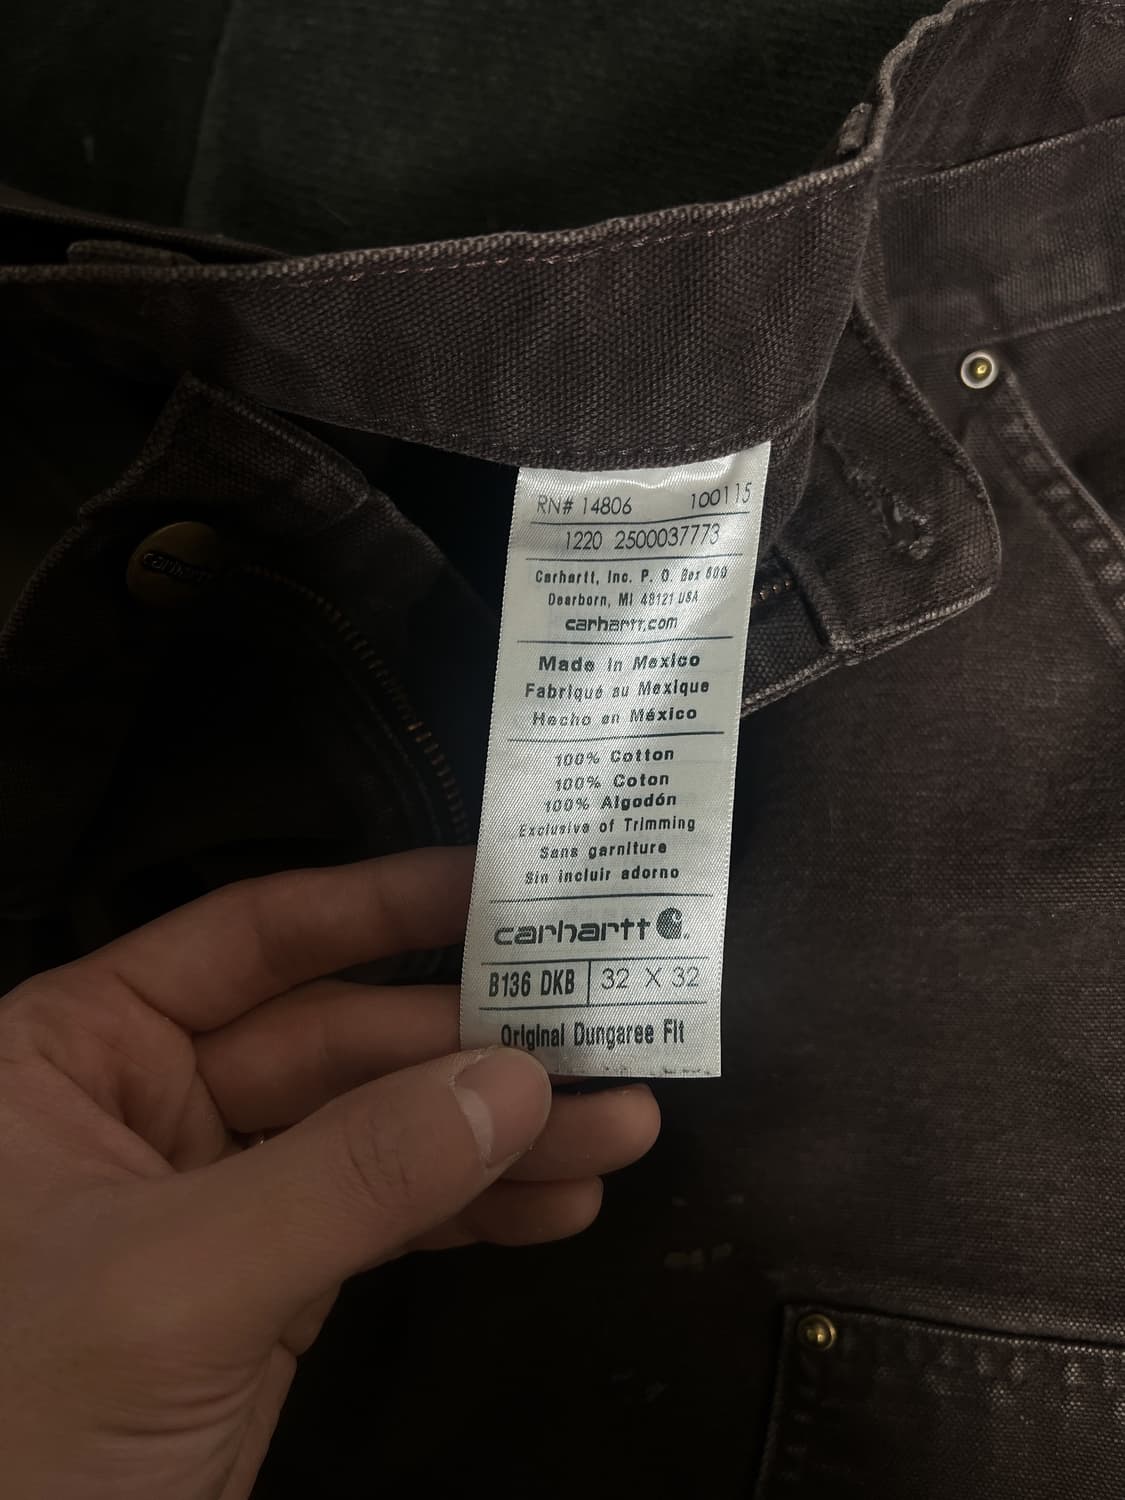 carhartt
RN# 14806 100115
1220 2500037773
Carhartt, Inc. P. O. Box 600
Dearborn, MI 48121 USA
carhartt.com
Made in Mexico
Fabriqué au Mexique
Hecho en México
100% Cotton
100% Coton
100% Algodón
Exclusive of Trimming
Sans garniture
Sin incluir adorno
carhartt
B136 DKB 32 X 32
Original Dungaree Fit